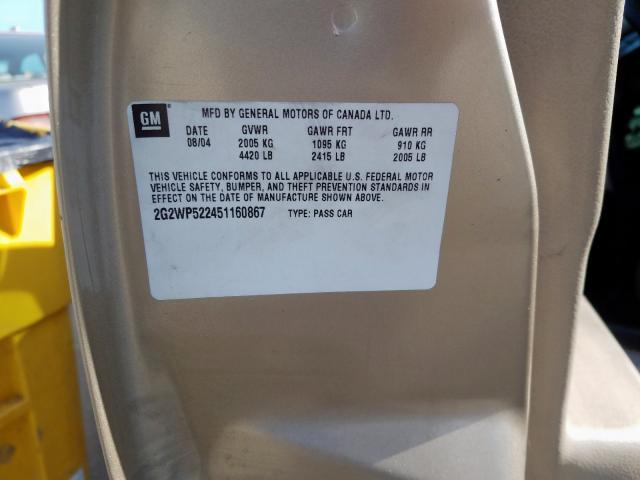 GM
MFD BY GENERAL MOTORS OF CANADA LTD.
DATE GVWR GAWR FRT GAWR RR
08/04 2005 KG 1095 KG 910 KG
4420 LB 2415 LB 2005 LB
THIS VEHICLE CONFORMS TO ALL APPLICABLE U.S. FEDERAL MOTOR
VEHICLE SAFETY, BUMPER, AND THEFT PREVENTION STANDARDS IN
EFFECT ON THE DATE OF MANUFACTURE SHOWN ABOVE.
2G2WP522451160867 TYPE: PASS CAR